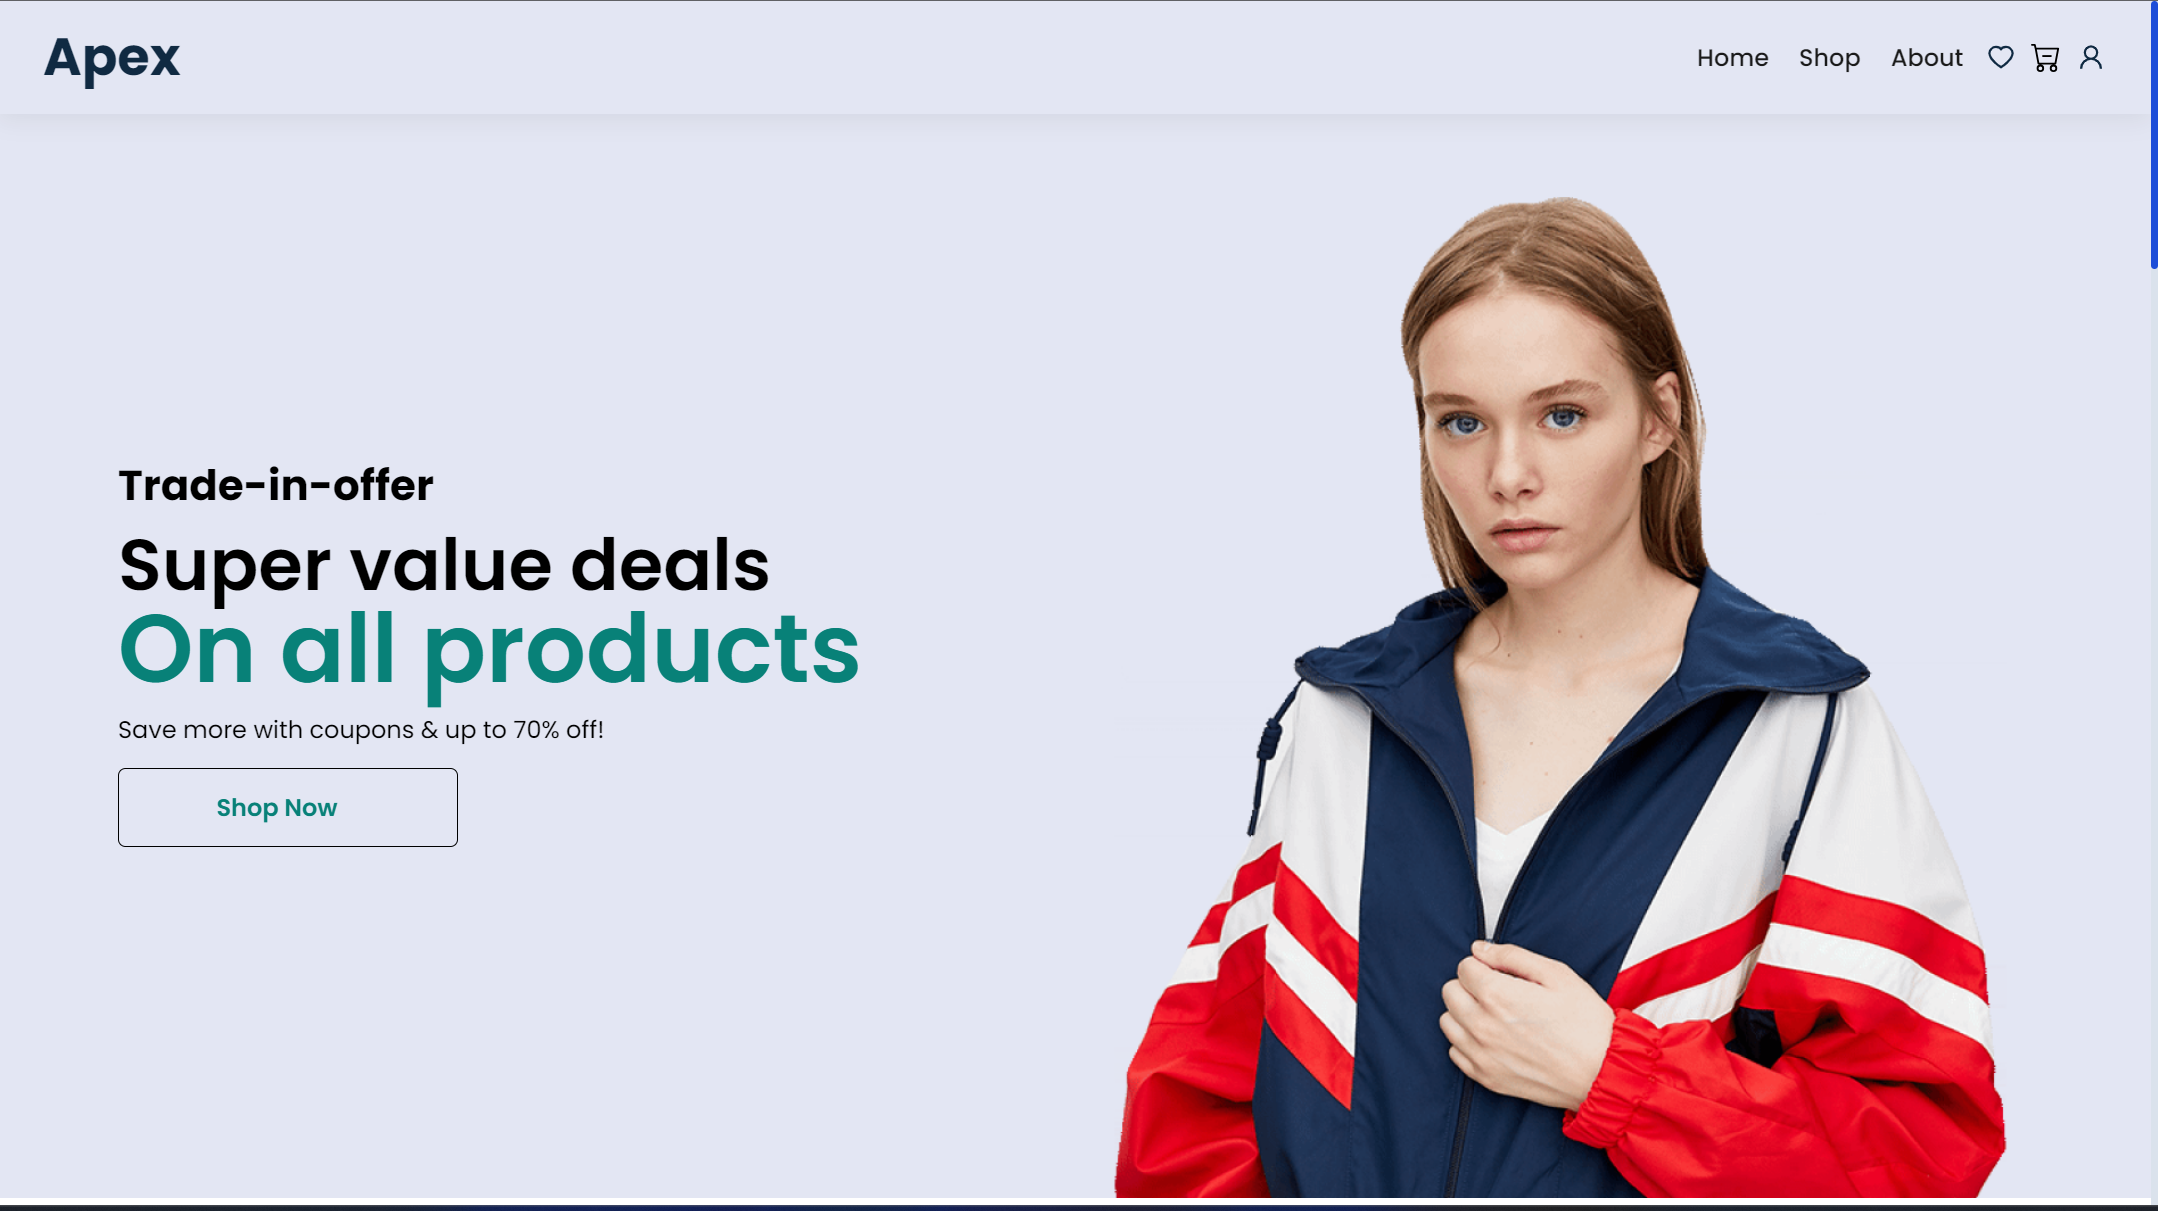 Apex
Home Shop About
Trade-in-offer
Super value deals
On all products
Save more with coupons & up to 70% off!
Shop Now